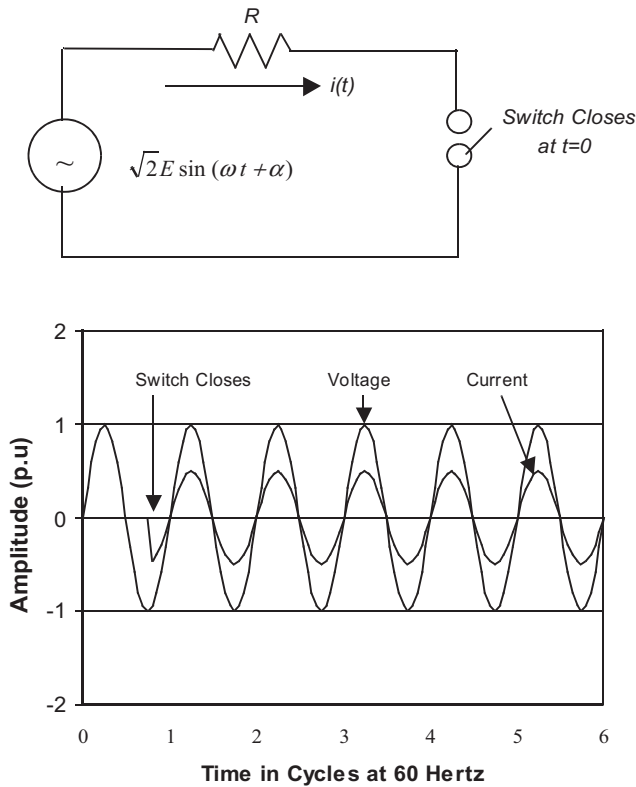 R
i(t)
Switch Closes
at t=0
~
√2E sin (ω t +α)
2
Switch Closes
Voltage
Current
1
0
-1
-2
Amplitude (p.u)
0 1 2 3 4 5 6
Time in Cycles at 60 Hertz